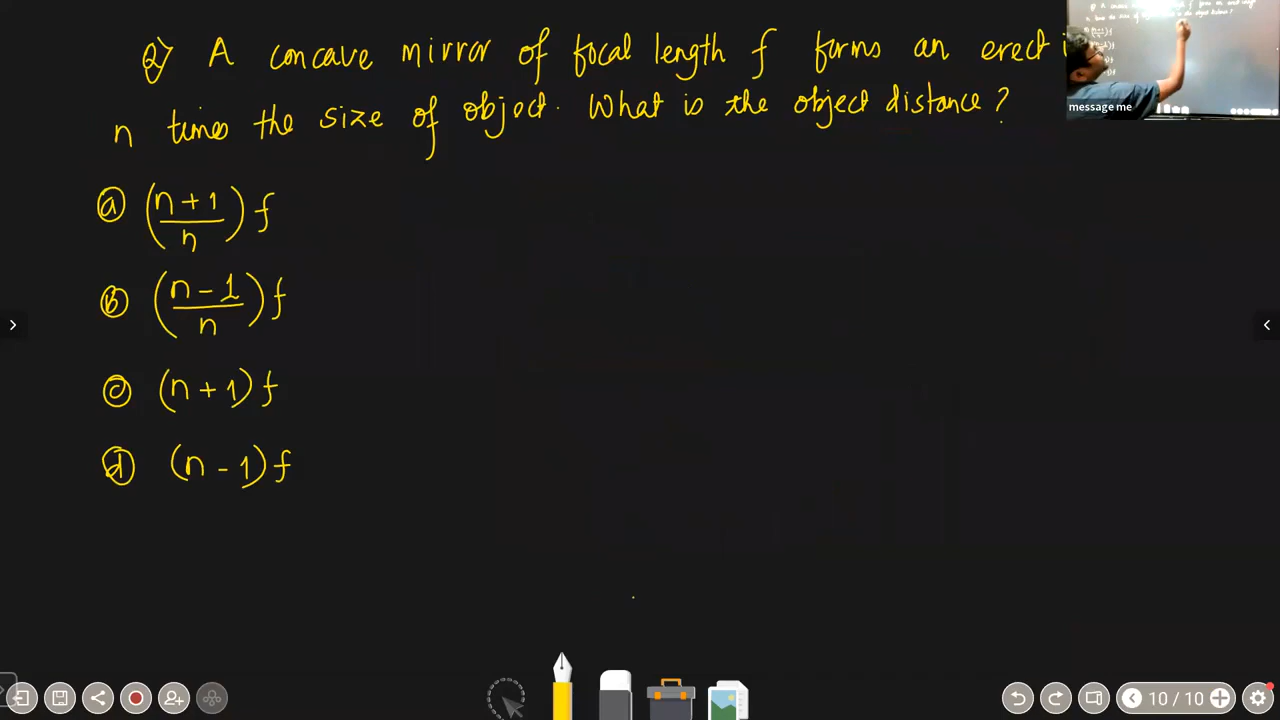 Q) A concave mirror of focal length f forms an erect
n times the size of object. What is the object distance?
ⓐ (n+1/n) f
ⓑ (n-1/n) f
ⓒ (n+1) f
ⓓ (n-1) f
message me
10/10